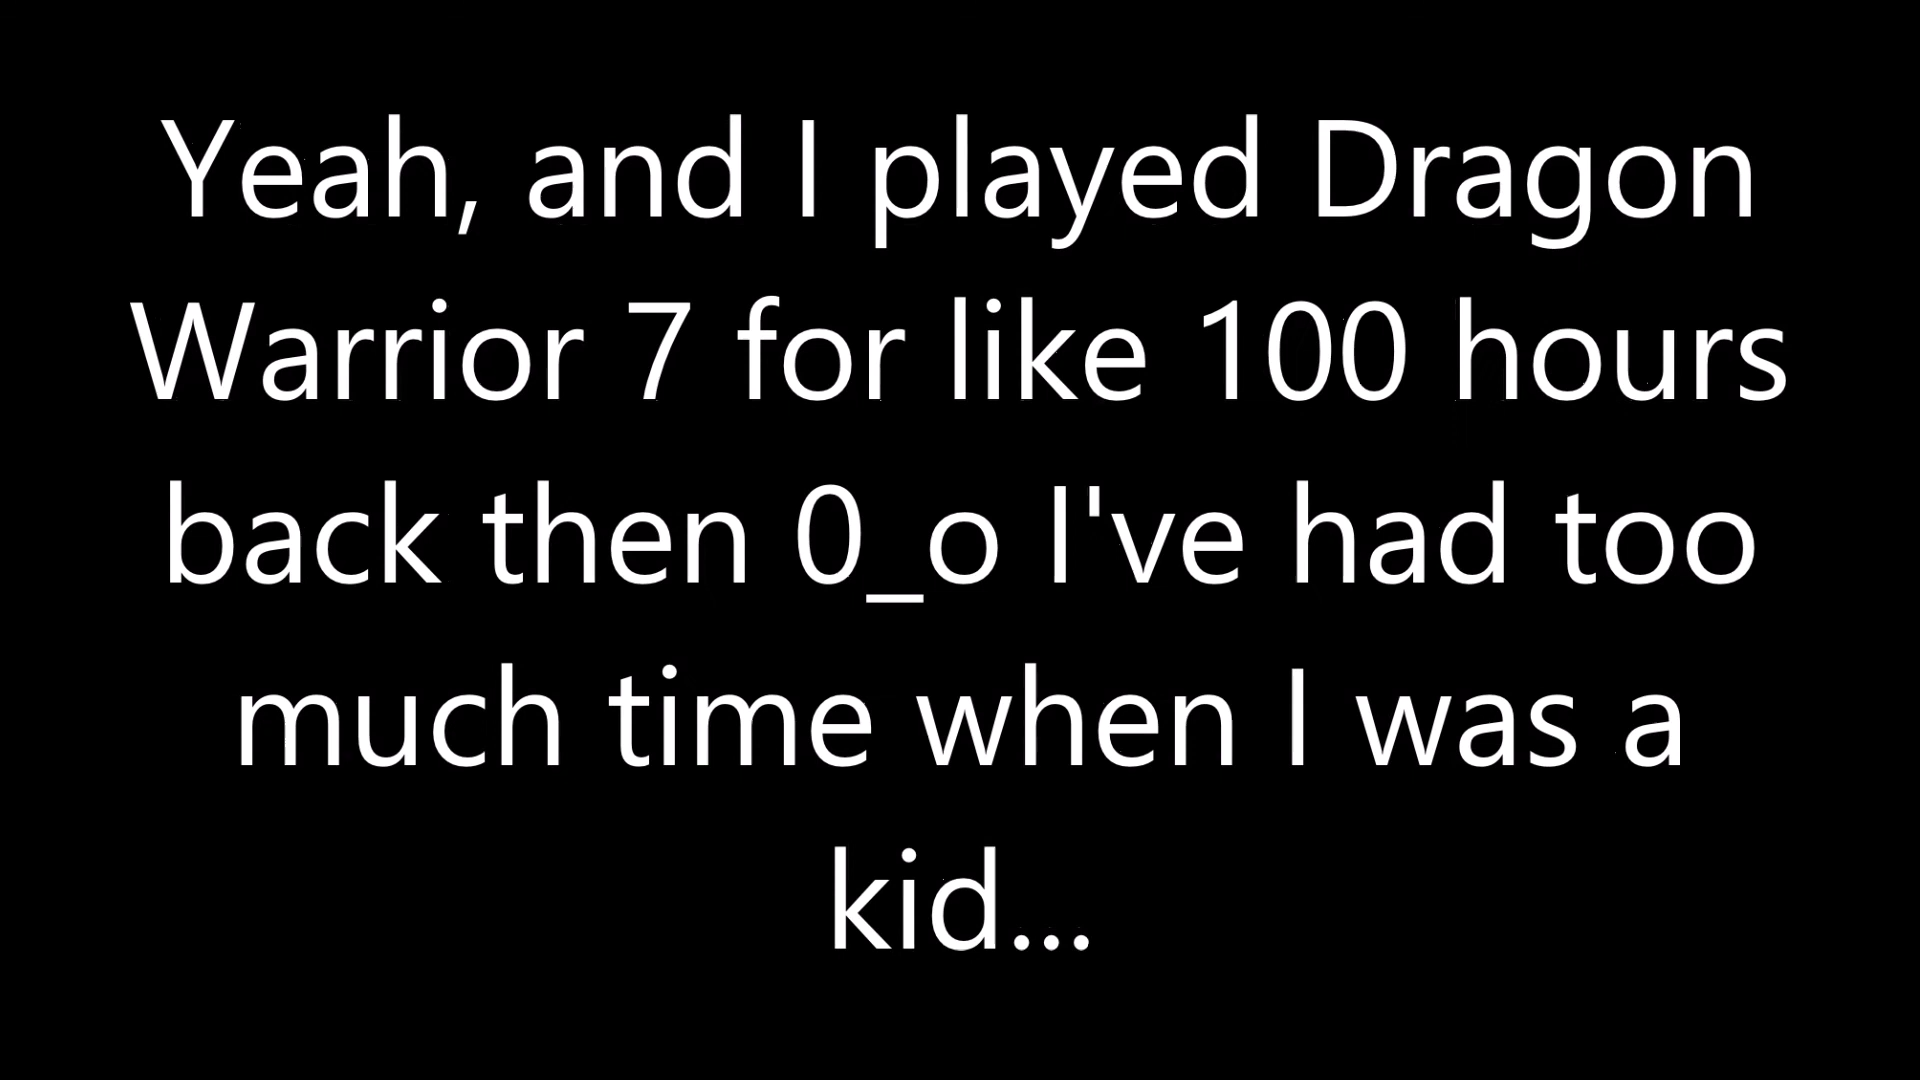 Yeah, and I played Dragon
Warrior 7 for like 100 hours
back then 0_o I've had too
much time when I was a
kid...